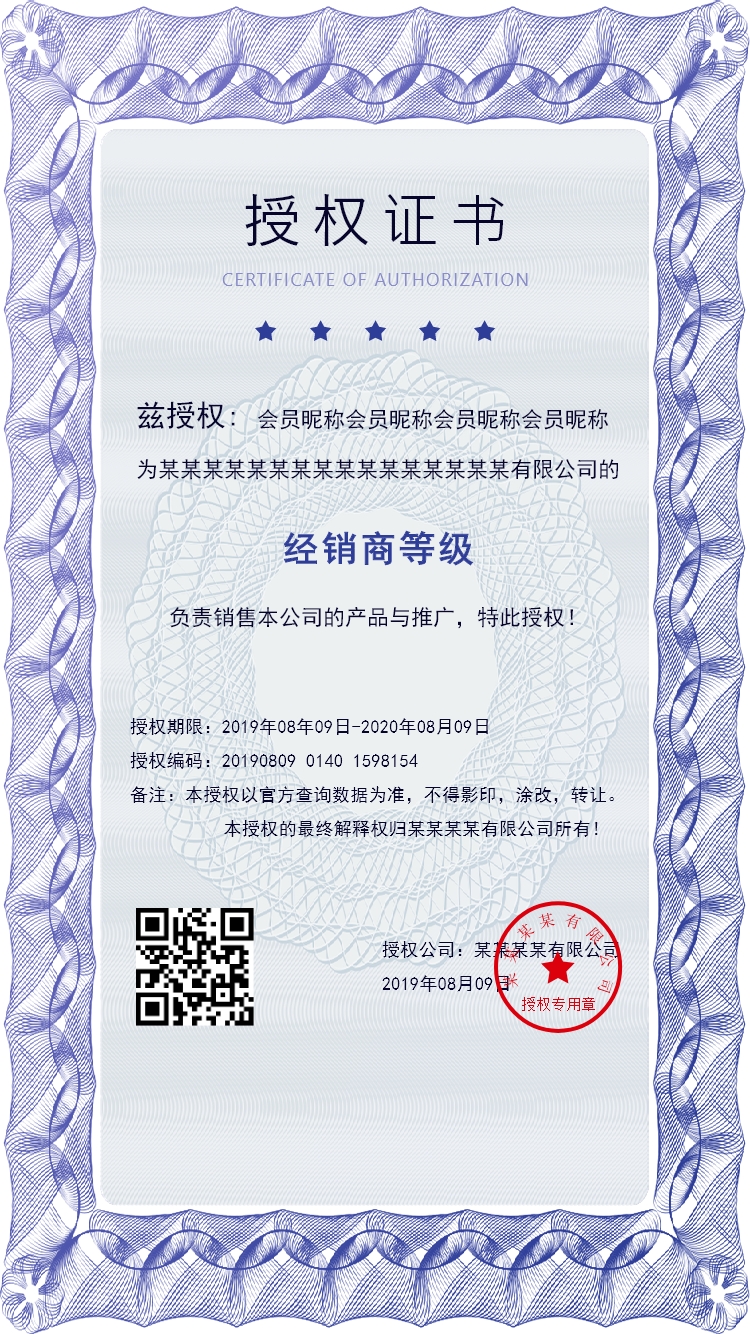 授权证书
CERTIFICATE OF AUTHORIZATION
兹授权：会员昵称会员昵称会员昵称会员昵称
为某某某某某某某某某某某某某某某某有限公司的
经销商等级
负责销售本公司的产品与推广，特此授权！
授权期限：2019年08年09日-2020年08月09日
授权编码：20190809 0140 1598154
备注：本授权以官方查询数据为准，不得影印，涂改，转让。
本授权的最终解释权归某某某某有限公司所有！
授权公司：某某某某有限公司
2019年08月09日
某某某某有限公司
授权专用章